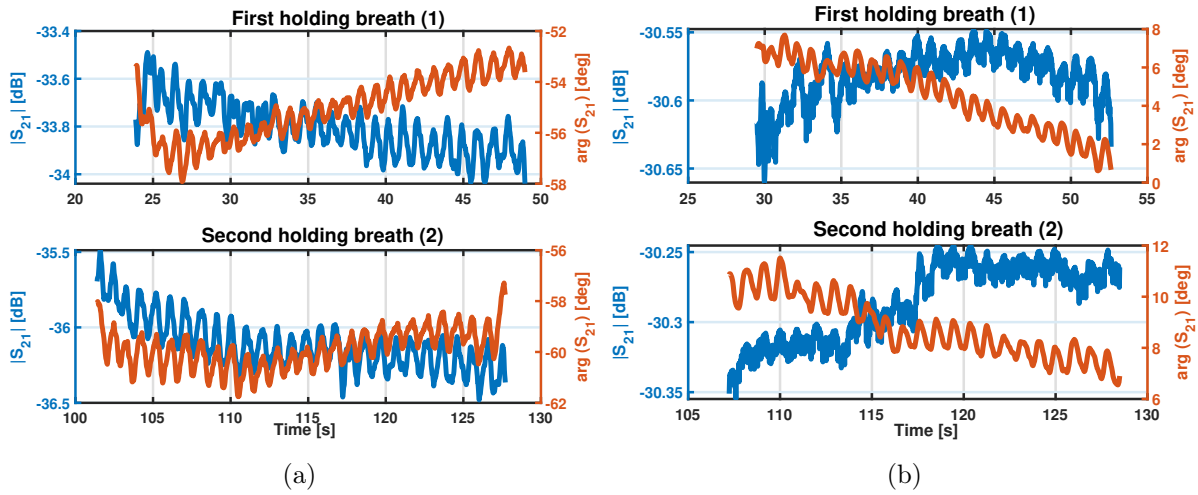 First holding breath (1)
-33.4
-33.6
-33.8
-34
|S21| [dB]
-52
-54
-56
-58
arg (S21) [deg]
20 25 30 35 40 45 50
Second holding breath (2)
-35.5
-36
-36.5
|S21| [dB]
-56
-58
-60
-62
arg (S21) [deg]
100 105 110 115 120 125 130
Time [s]
(a)
First holding breath (1)
-30.55
-30.6
-30.65
|S21| [dB]
8
6
4
2
0
arg (S21) [deg]
25 30 35 40 45 50 55
Second holding breath (2)
-30.25
-30.3
-30.35
|S21| [dB]
12
10
8
6
arg (S21) [deg]
105 110 115 120 125 130
Time [s]
(b)